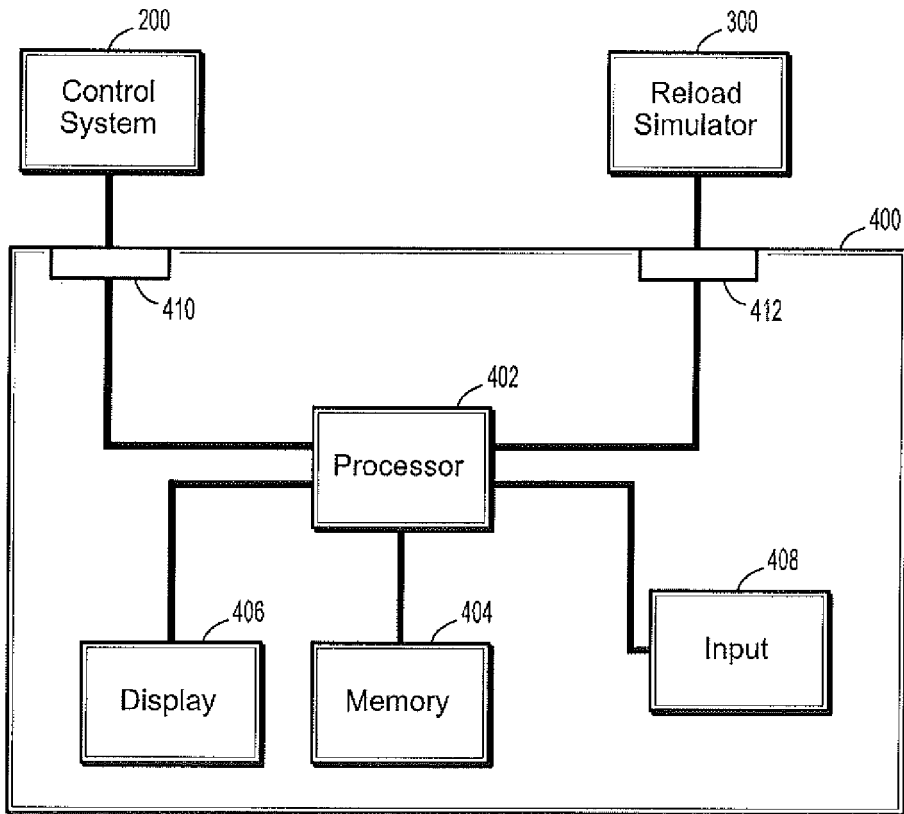 200
300
Control
System
Reload
Simulator
400
410
412
402
Processor
408
406
404
Input
Display
Memory